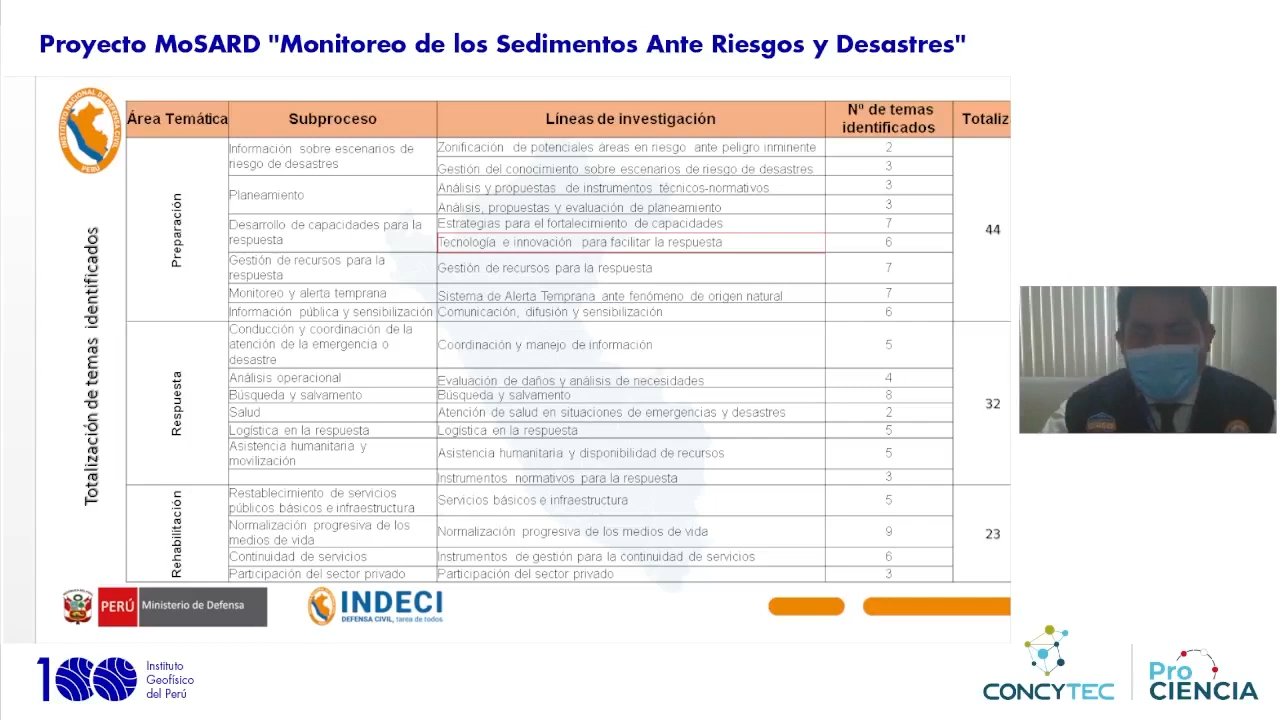 Proyecto MoSARD "Monitoreo de los Sedimentos Ante Riesgos y Desastres"
INSTITUTO NACIONAL DE DEFENSA CIVIL
PERÚ
Totalización de temas identificados
Área Temática
Subproceso
Líneas de investigación
Nº de temas
identificados
Totaliz
Preparación
Información sobre escenarios de
riesgo de desastres
Zonificación de potenciales áreas en riesgo ante peligro inminente
2
Gestión del conocimiento sobre escenarios de riesgo de desastres
3
44
Planeamiento
Análisis y propuestas de instrumentos técnicos-normativos
3
Análisis, propuestas y evaluación de planeamiento
3
Desarrollo de capacidades para la
respuesta
Estrategias para el fortalecimiento de capacidades
7
Tecnología e innovación para facilitar la respuesta
6
Gestión de recursos para la
respuesta
Gestión de recursos para la respuesta
7
Monitoreo y alerta temprana
Sistema de Alerta Temprana ante fenómeno de origen natural
7
Información pública y sensibilización
Comunicación, difusión y sensibilización
6
Respuesta
Conducción y coordinación de la
atención de la emergencia o
desastre
Coordinación y manejo de información
5
32
Análisis operacional
Evaluación de daños y análisis de necesidades
4
Búsqueda y salvamento
Búsqueda y salvamento
8
Salud
Atención de salud en situaciones de emergencias y desastres
2
Logística en la respuesta
Logística en la respuesta
5
Asistencia humanitaria y
movilización
Asistencia humanitaria y disponibilidad de recursos
5
Instrumentos normativos para la respuesta
3
Rehabilitación
Restablecimiento de servicios
públicos básicos e infraestructura
Servicios básicos e infraestructura
5
23
Normalización progresiva de los
medios de vida
Normalización progresiva de los medios de vida
9
Continuidad de servicios
Instrumentos de gestión para la continuidad de servicios
6
Participación del sector privado
Participación del sector privado
3
PERÚ
Ministerio de Defensa
INDECI
DEFENSA CIVIL, tarea de todos
100
Instituto
Geofísico
del Perú
CONCYTEC
Pro
CIENCIA